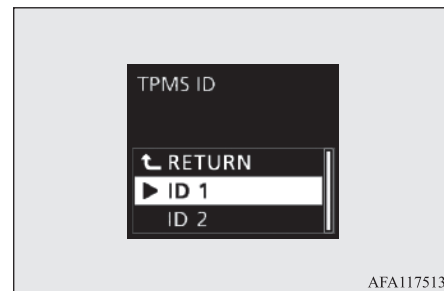 TPMS ID
RETURN
ID 1
ID 2
AFA117513